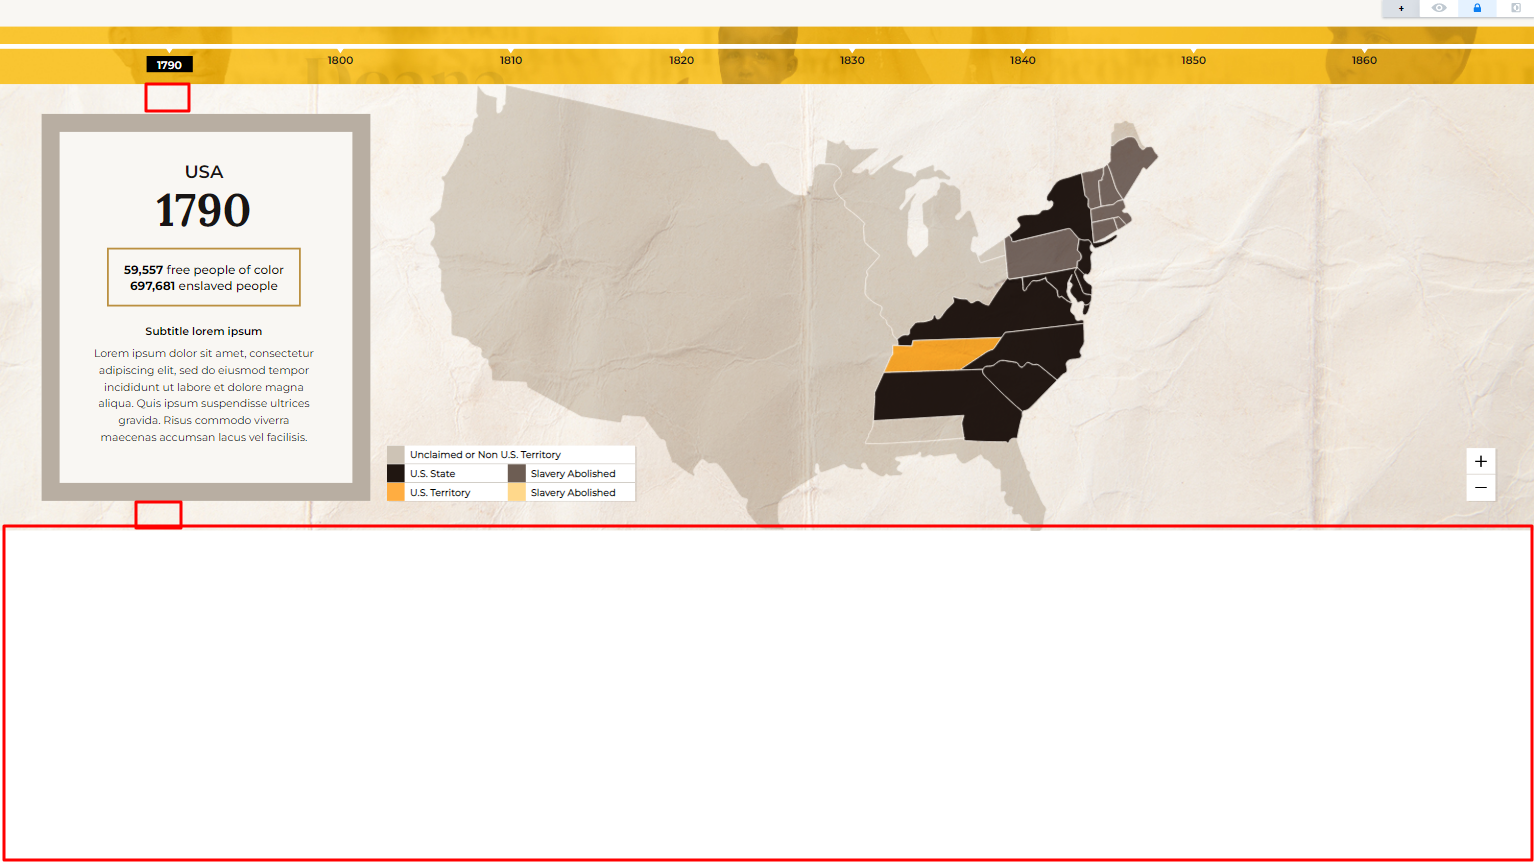 +
1790
1800
1810
1820
1830
1840
1850
1860
USA
1790
59,557 free people of color
697,681 enslaved people
Subtitle lorem ipsum
Lorem ipsum dolor sit amet, consectetur
adipiscing elit, sed do eiusmod tempor
incididunt ut labore et dolore magna
aliqua. Quis ipsum suspendisse ultrices
gravida. Risus commodo viverra
maecenas accumsan lacus vel facilisis.
Unclaimed or Non U.S. Territory
U.S. State
Slavery Abolished
U.S. Territory
Slavery Abolished
+
−